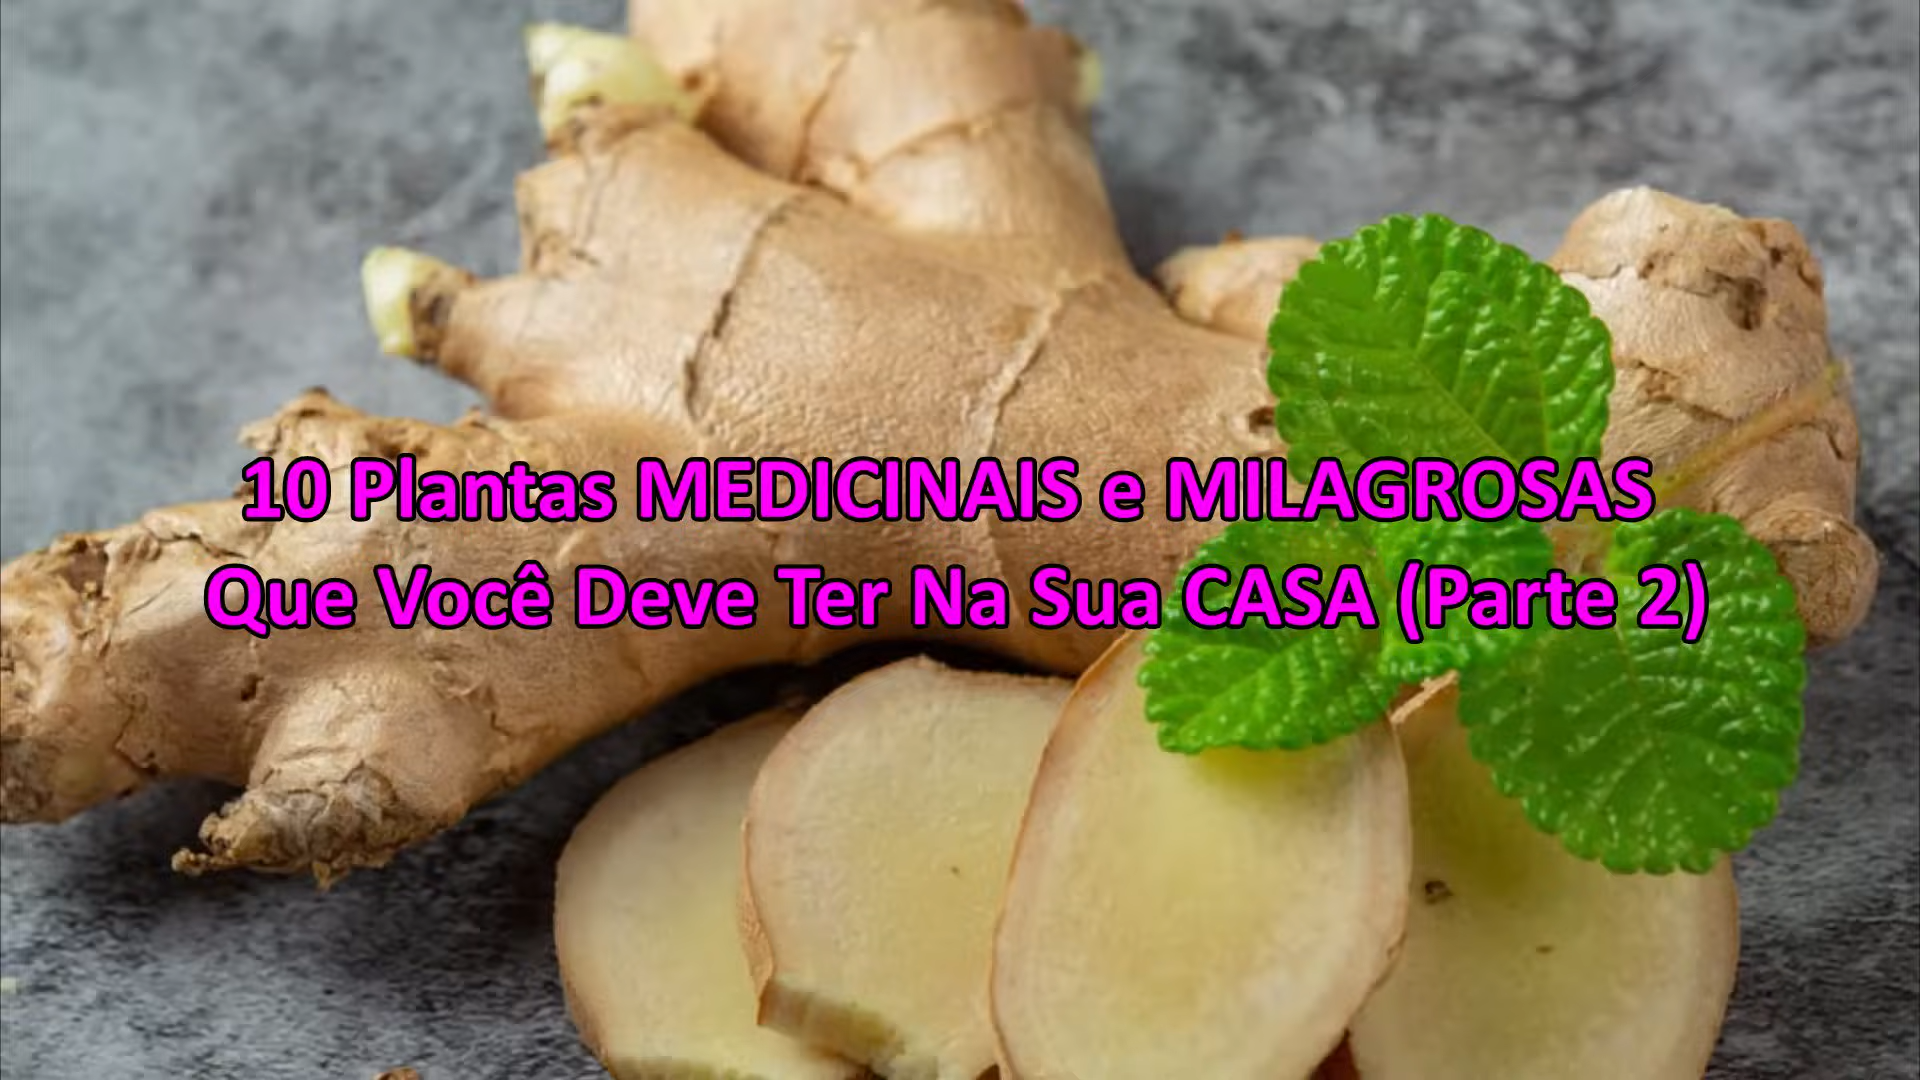 10 Plantas MEDICINAIS e MILAGROSAS
Que Você Deve Ter Na Sua CASA (Parte 2)